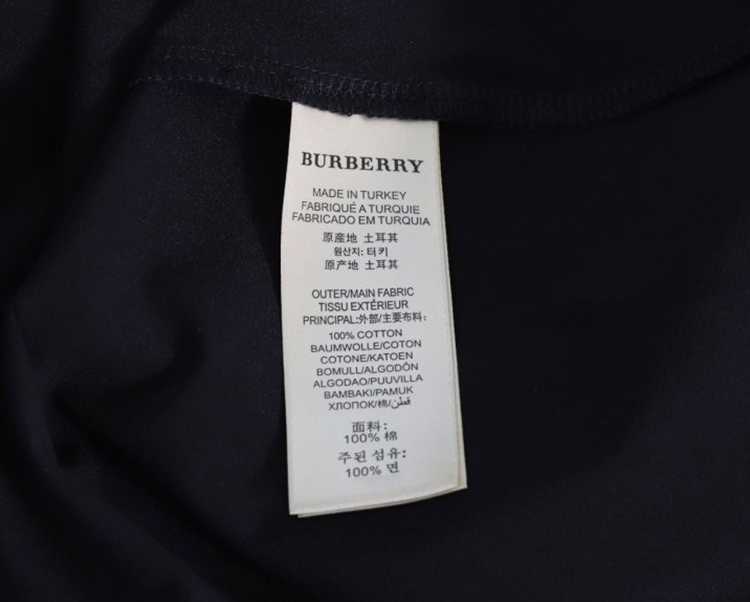 BURBERRY
MADE IN TURKEY
FABRIQUÉ A TURQUIE
FABRICADO EM TURQUIA
原産地 土耳其
원산지: 터키
原产地 土耳其
OUTER/MAIN FABRIC
TISSU EXTÉRIEUR
PRINCIPAL:外部/主要布料:
100% COTTON
BAUMWOLLE/COTON
COTONE/KATOEN
BOMULL/ALGODÓN
ALGODAO/PUUVILLA
BAMBAKI/PAMUK
ХЛОПОК/棉/قطن
面料:
100% 棉
주된 섬유:
100% 면